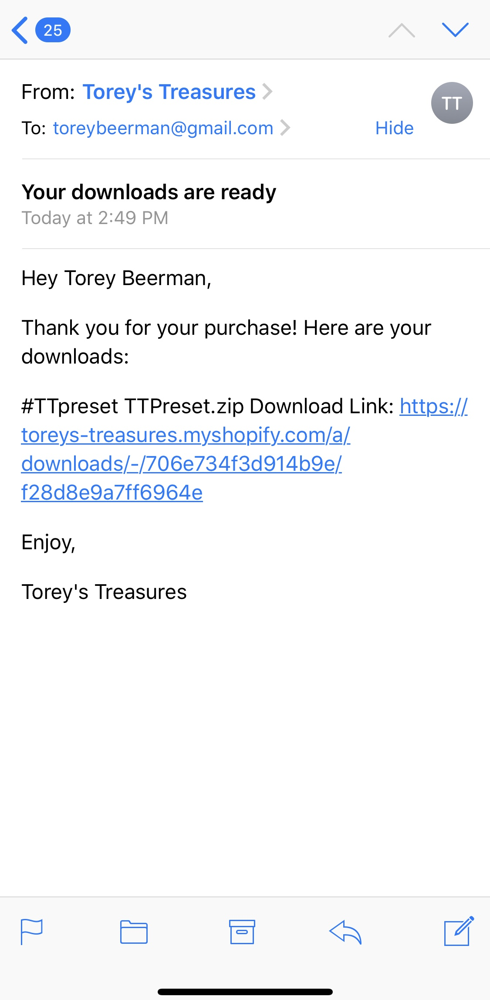 25
From: Torey's Treasures
TT
To: toreybeerman@gmail.com Hide
Your downloads are ready
Today at 2:49 PM
Hey Torey Beerman,
Thank you for your purchase! Here are your
downloads:
#TTpreset TTPreset.zip Download Link: https://
toreys-treasures.myshopify.com/a/
downloads/-/706e734f3d914b9e/
f28d8e9a7ff6964e
Enjoy,
Torey's Treasures